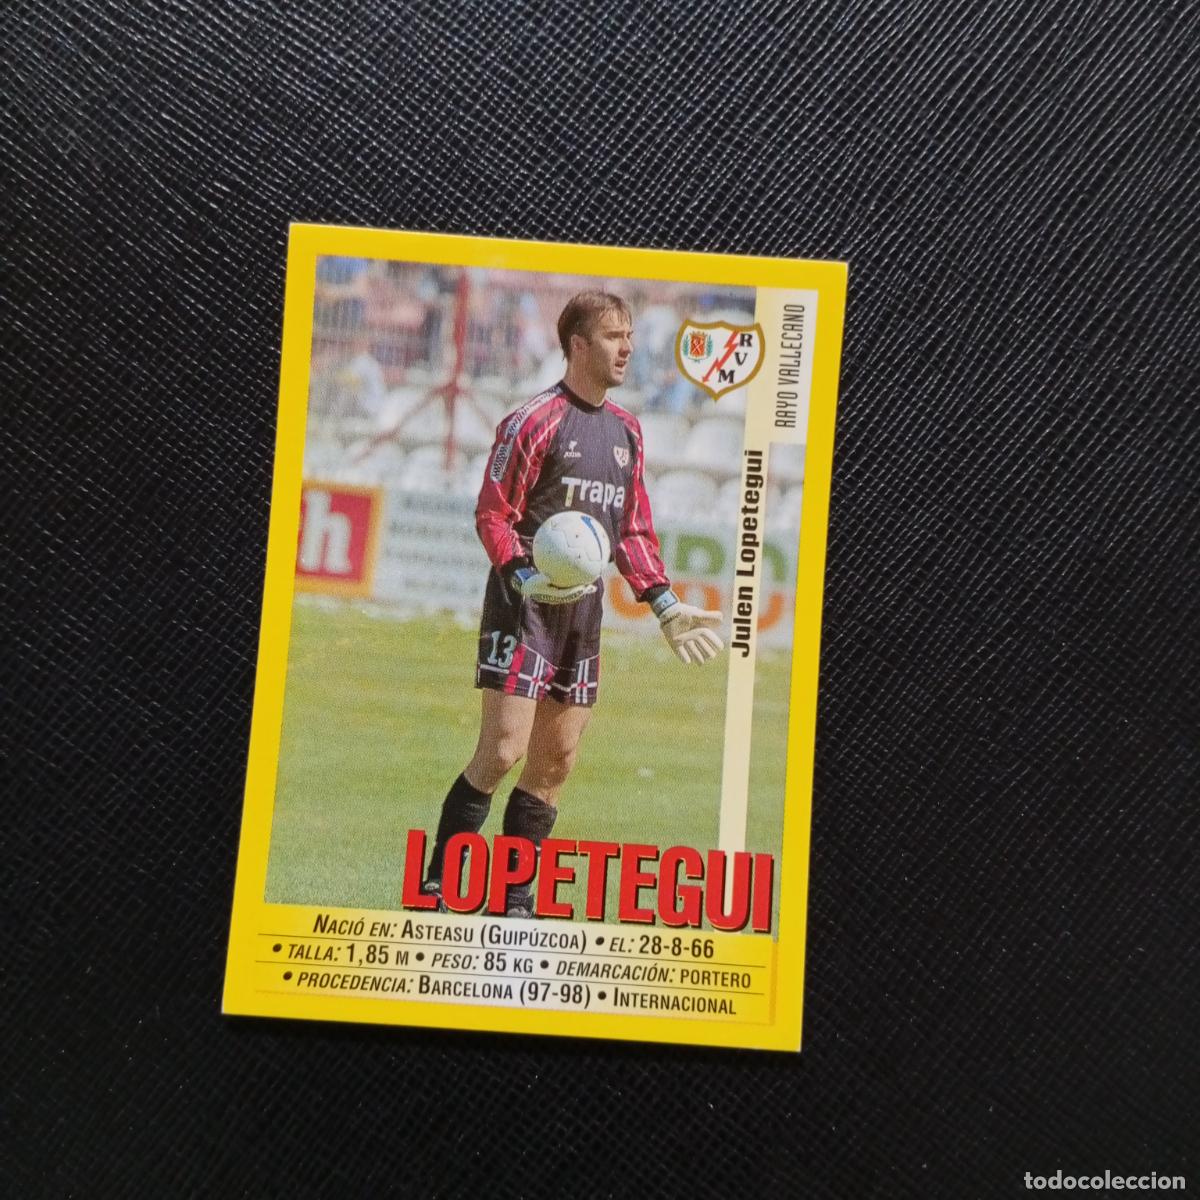 RVM
RAYO VALLECANO
Julen Lopetegui
Joma
Trapa
h
13
LOPETEGUI
NACIÓ EN: ASTEASU (GUIPÚZCOA) • EL: 28-8-66
• TALLA: 1,85 M • PESO: 85 KG • DEMARCACIÓN: PORTERO
• PROCEDENCIA: BARCELONA (97-98) • INTERNACIONAL
todocoleccion